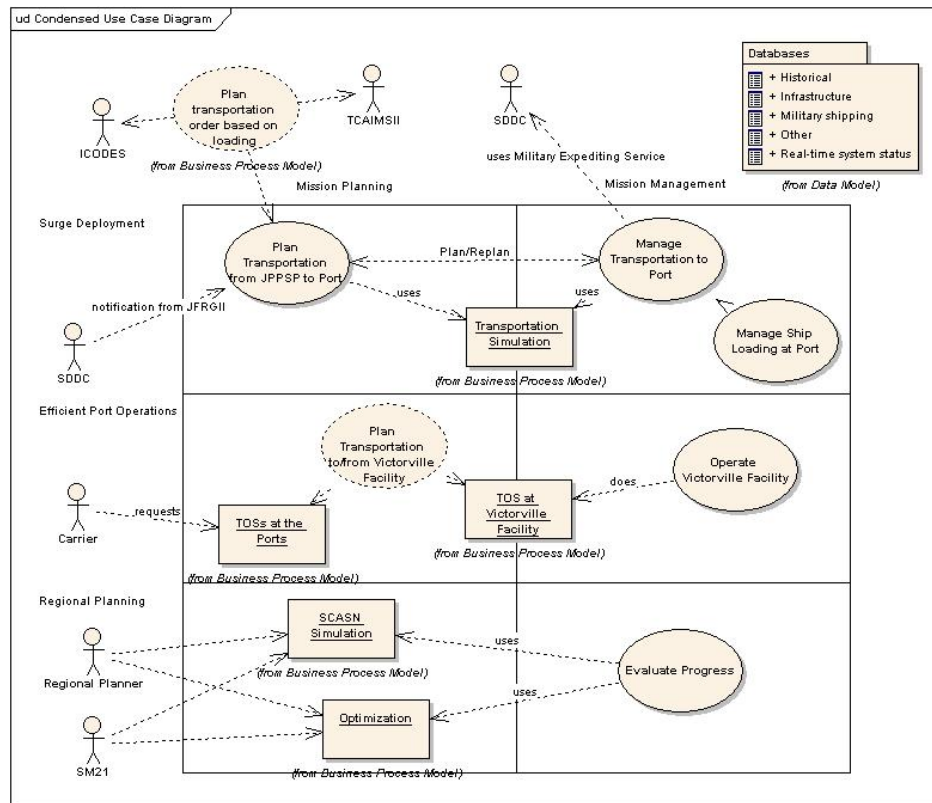 ud Condensed Use Case Diagram
Databases
+ Historical
+ Infrastructure
+ Military shipping
+ Other
+ Real-time system status
(from Data Model)
Plan
transportation
order based on
loading
(from Business Process Model)
ICODES
TCAIMSII
SDDC
uses Military Expediting Service
Mission Planning
Mission Management
Surge Deployment
Plan
Transportation
from JPPSP to Port
Plan/Replan
Manage
Transportation to
Port
notification from JFRGII
uses
uses
SDDC
Transportation
Simulation
(from Business Process Model)
Manage Ship
Loading at Port
Efficient Port Operations
Plan
Transportation
to/from Victorville
Facility
Operate
Victorville Facility
does
Carrier
requests
TOSs at the
Ports
(from Business Process Model)
TOS at
Victorville
Facility
(from Business Process Model)
Regional Planning
SCASN
Simulation
(from Business Process Model)
Regional Planner
uses
Evaluate Progress
uses
Optimization
(from Business Process Model)
SM21